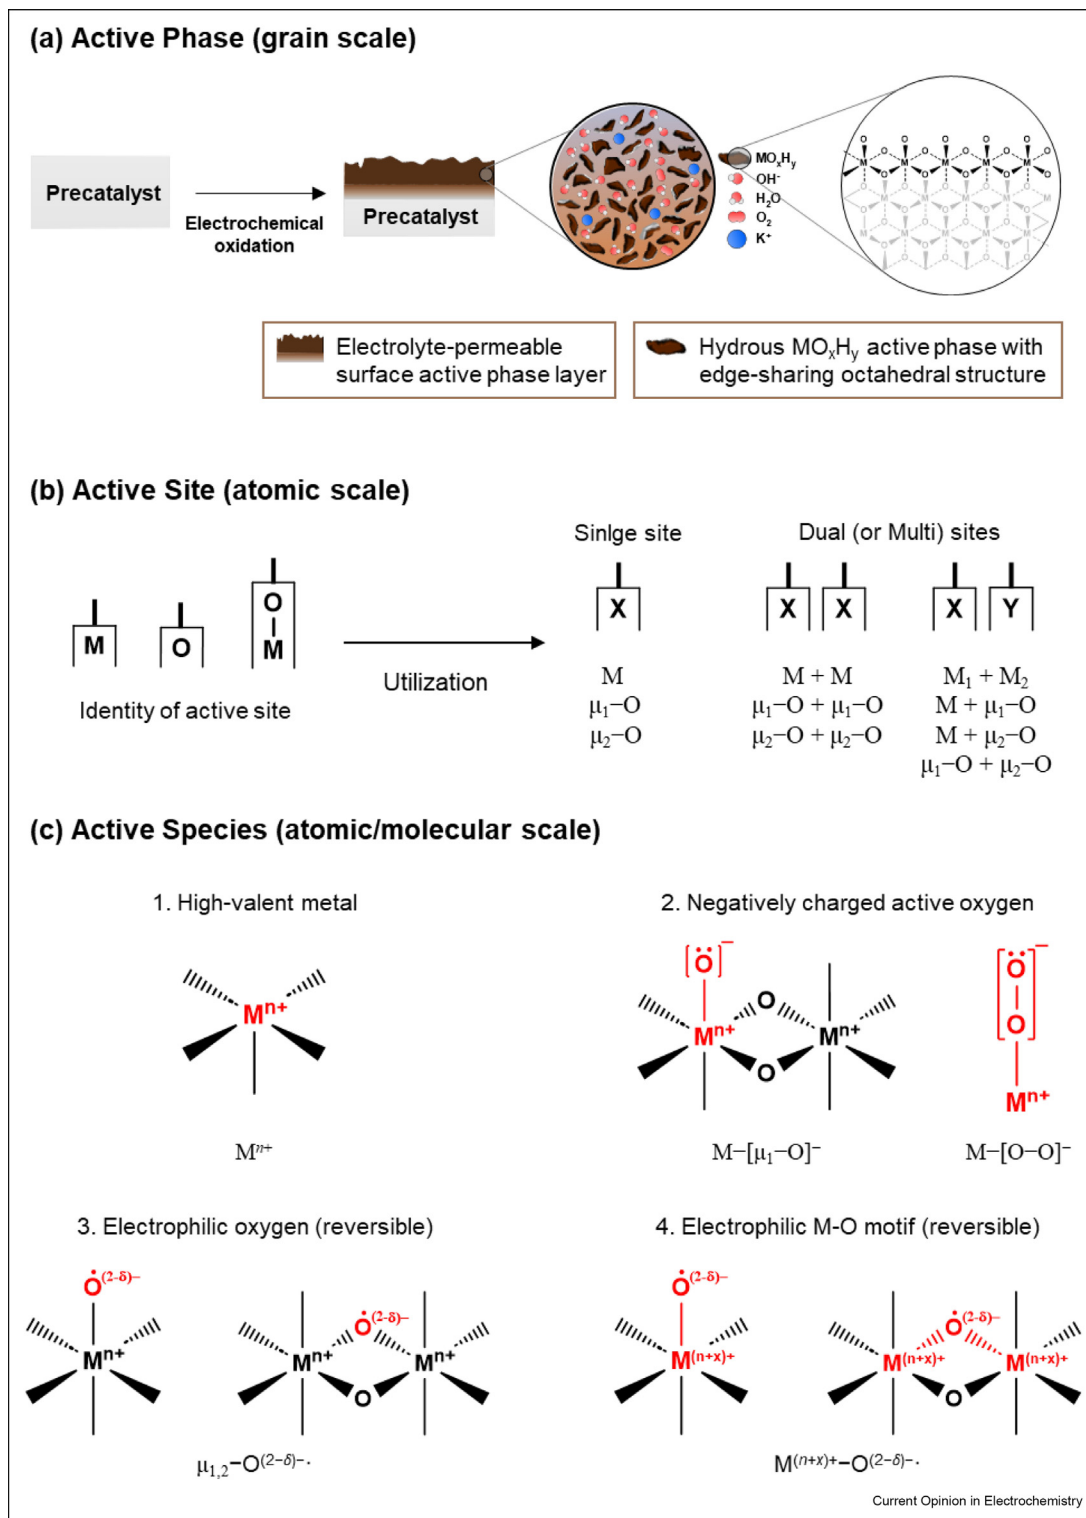 (a) Active Phase (grain scale)
Precatalyst
Electrochemical
oxidation
Precatalyst
MOₓHᵧ
OH⁻
H₂O
O₂
K⁺
O O O O O
O M O M O M O M O M O
O O O O O O
M M M M M
O O O O O
M O M O M O M O M
O O O O O
Electrolyte-permeable
surface active phase layer
Hydrous MOₓHᵧ active phase with
edge-sharing octahedral structure
(b) Active Site (atomic scale)
M
O
O
M
Identity of active site
Utilization
Sinlge site
X
M
μ₁−O
μ₂−O
Dual (or Multi) sites
X X
M + M
μ₁−O + μ₁−O
μ₂−O + μ₂−O
X Y
M₁ + M₂
M + μ₁−O
M + μ₂−O
μ₁−O + μ₂−O
(c) Active Species (atomic/molecular scale)
1. High-valent metal
Mⁿ⁺
Mⁿ⁺
2. Negatively charged active oxygen
[Ö]⁻
O
Mⁿ⁺ Mⁿ⁺
O
M−[μ₁−O]⁻
[Ö
O]⁻
Mⁿ⁺
M−[O−O]⁻
3. Electrophilic oxygen (reversible)
Ȯ⁽²⁻δ⁾⁻
Mⁿ⁺
Ȯ⁽²⁻δ⁾⁻
Mⁿ⁺ Mⁿ⁺
O
μ₁,₂−O⁽²⁻δ⁾⁻·
4. Electrophilic M-O motif (reversible)
Ȯ⁽²⁻δ⁾⁻
M⁽ⁿ⁺ˣ⁾⁺
Ȯ⁽²⁻δ⁾⁻
M⁽ⁿ⁺ˣ⁾⁺ M⁽ⁿ⁺ˣ⁾⁺
O
M⁽ⁿ⁺ˣ⁾⁺−O⁽²⁻δ⁾⁻·
Current Opinion in Electrochemistry